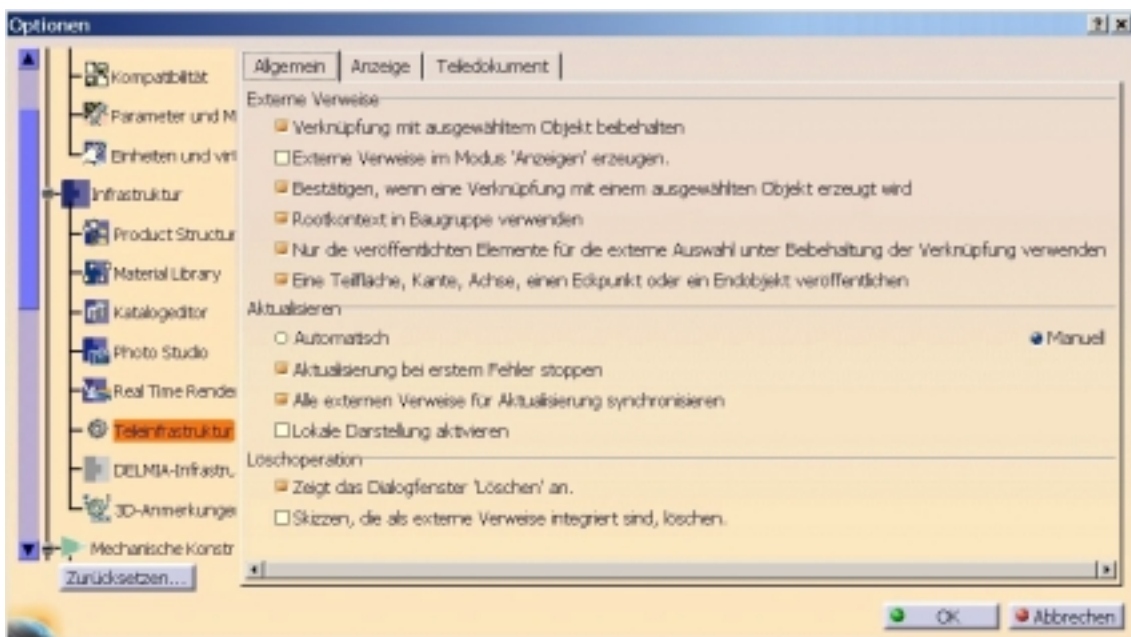 Optionen
Kompatibilität
Parameter und M
Einheiten und virt
Infrastruktur
Product Structur
Material Library
Katalogeditor
Photo Studio
Real Time Render
Teileinfrastruktur
DELMIA-Infrastru
3D-Anmerkungen
Mechanische Konstr
Zurücksetzen...
Allgemein
Anzeige
Teiledokument
Externe Verweise
Verknüpfung mit ausgewähltem Objekt beibehalten
Externe Verweise im Modus 'Anzeigen' erzeugen.
Bestätigen, wenn eine Verknüpfung mit einem ausgewählten Objekt erzeugt wird
Rootkontext in Baugruppe verwenden
Nur die veröffentlichten Elemente für die externe Auswahl unter Beibehaltung der Verknüpfung verwenden
Eine Teilfläche, Kante, Achse, einen Eckpunkt oder ein Endobjekt veröffentlichen
Aktualisieren
Automatisch
Manuell
Aktualisierung bei erstem Fehler stoppen
Alle externen Verweise für Aktualisierung synchronisieren
Lokale Darstellung aktivieren
Löschoperation
Zeigt das Dialogfenster 'Löschen' an.
Skizzen, die als externe Verweise integriert sind, löschen.
OK
Abbrechen